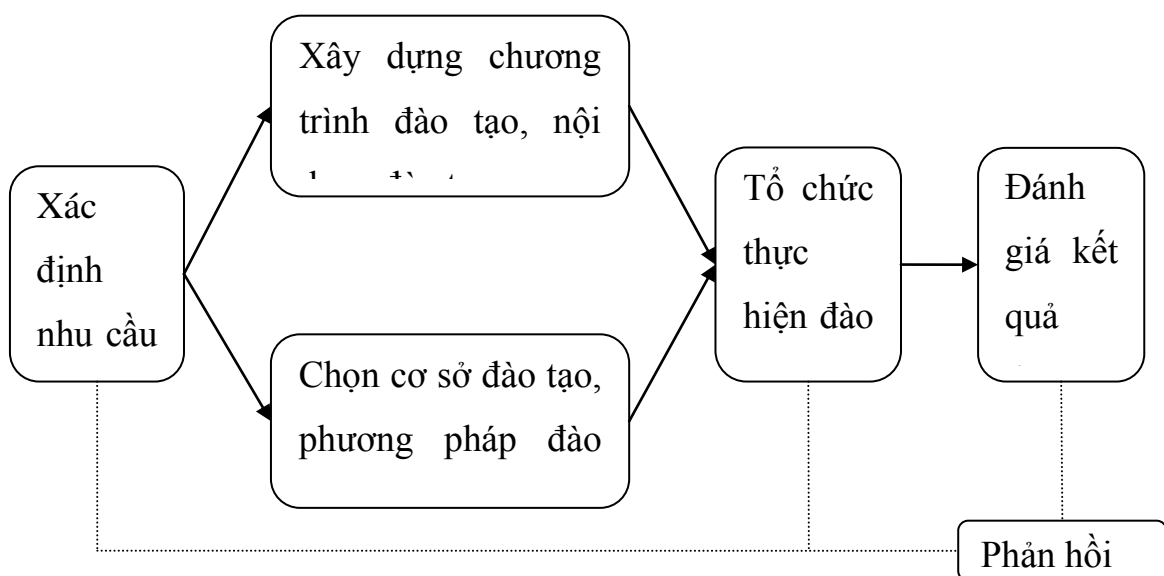 Xây dựng chương
trình đào tạo, nội
Xác
định
nhu cầu
Chọn cơ sở đào tạo,
phương pháp đào
Tổ chức
thực
hiện đào
Đánh
giá kết
quả
Phản hồi